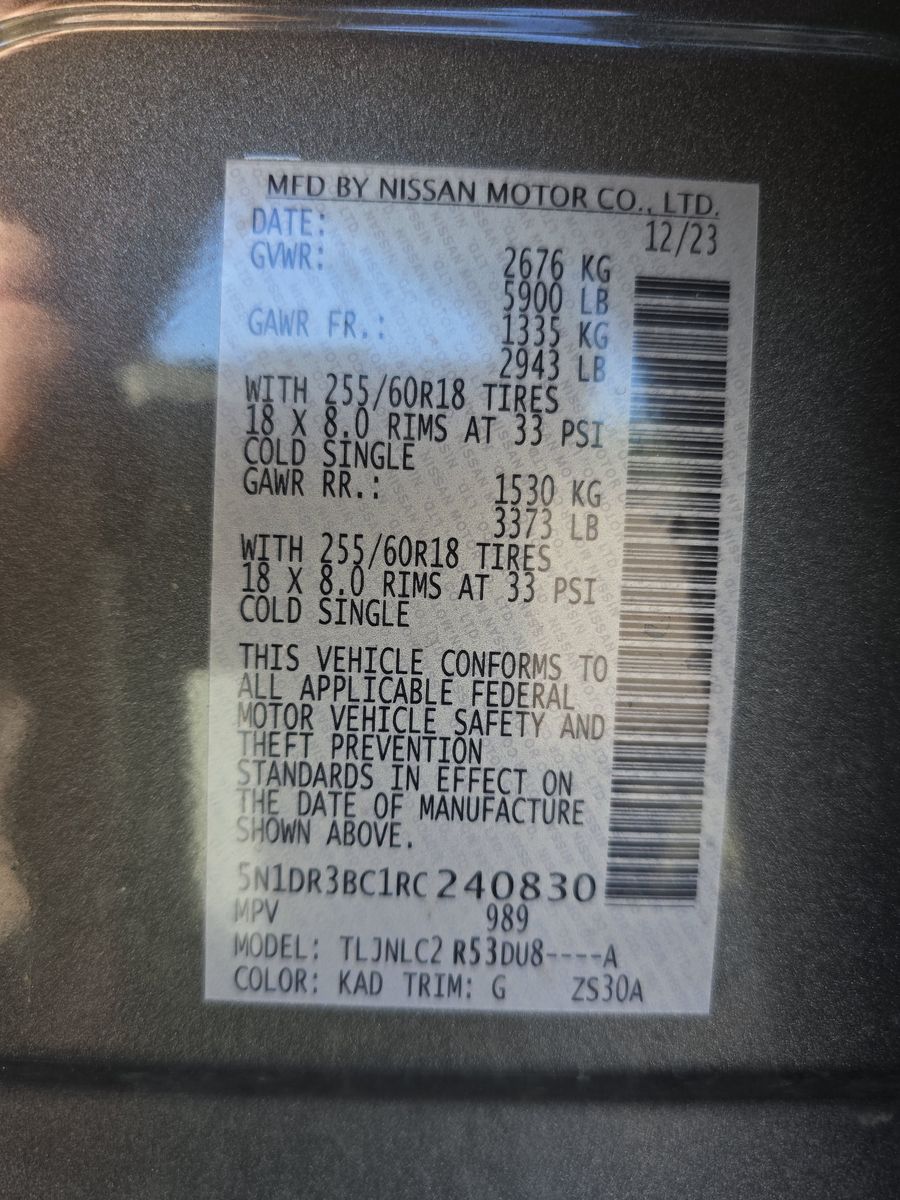 MFD BY NISSAN MOTOR CO., LTD.
DATE: 12/23
GVWR: 2676 KG
5900 LB
GAWR FR.: 1335 KG
2943 LB
WITH 255/60R18 TIRES
18 X 8.0 RIMS AT 33 PSI
COLD SINGLE
GAWR RR.: 1530 KG
3373 LB
WITH 255/60R18 TIRES
18 X 8.0 RIMS AT 33 PSI
COLD SINGLE
THIS VEHICLE CONFORMS TO
ALL APPLICABLE FEDERAL
MOTOR VEHICLE SAFETY AND
THEFT PREVENTION
STANDARDS IN EFFECT ON
THE DATE OF MANUFACTURE
SHOWN ABOVE.
5N1DR3BC1RC240830
MPV 989
MODEL: TLJNLC2 R53DU8----A
COLOR: KAD TRIM: G ZS30A